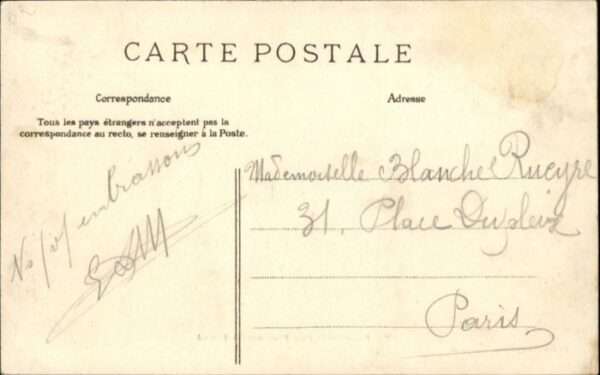 CARTE POSTALE
Correspondance
Adresse
Tous les pays étrangers n'acceptent pas la
correspondance au recto, se renseigner à la Poste.
embrassons
Mademoiselle Blanche Rueyre
31, Place Dupleix
Paris